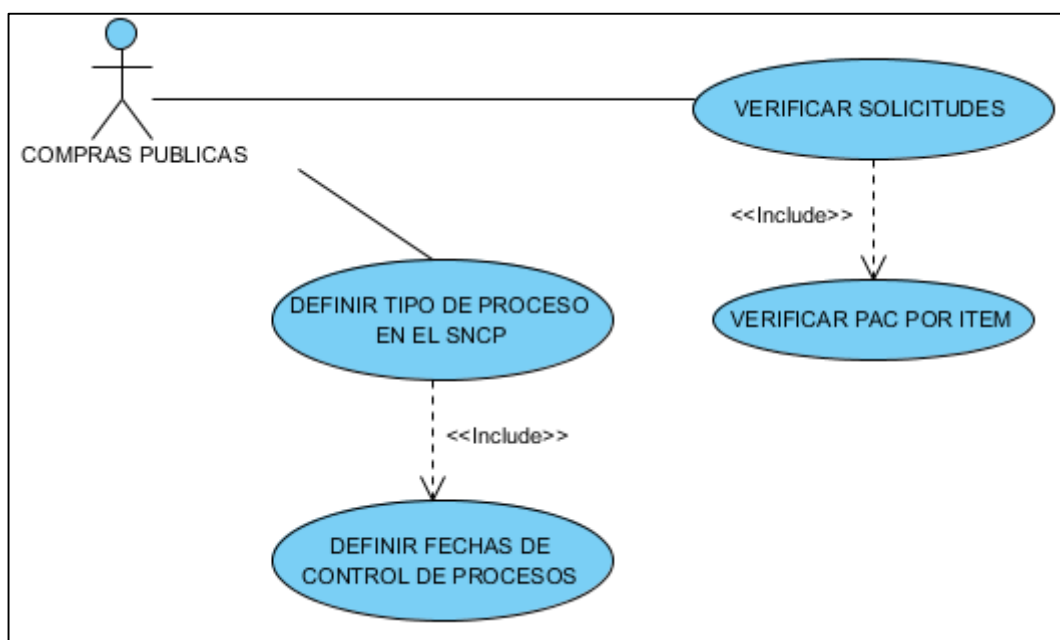 COMPRAS PUBLICAS
VERIFICAR SOLICITUDES
<<Include>>
VERIFICAR PAC POR ITEM
DEFINIR TIPO DE PROCESO
EN EL SNCP
<<Include>>
DEFINIR FECHAS DE
CONTROL DE PROCESOS